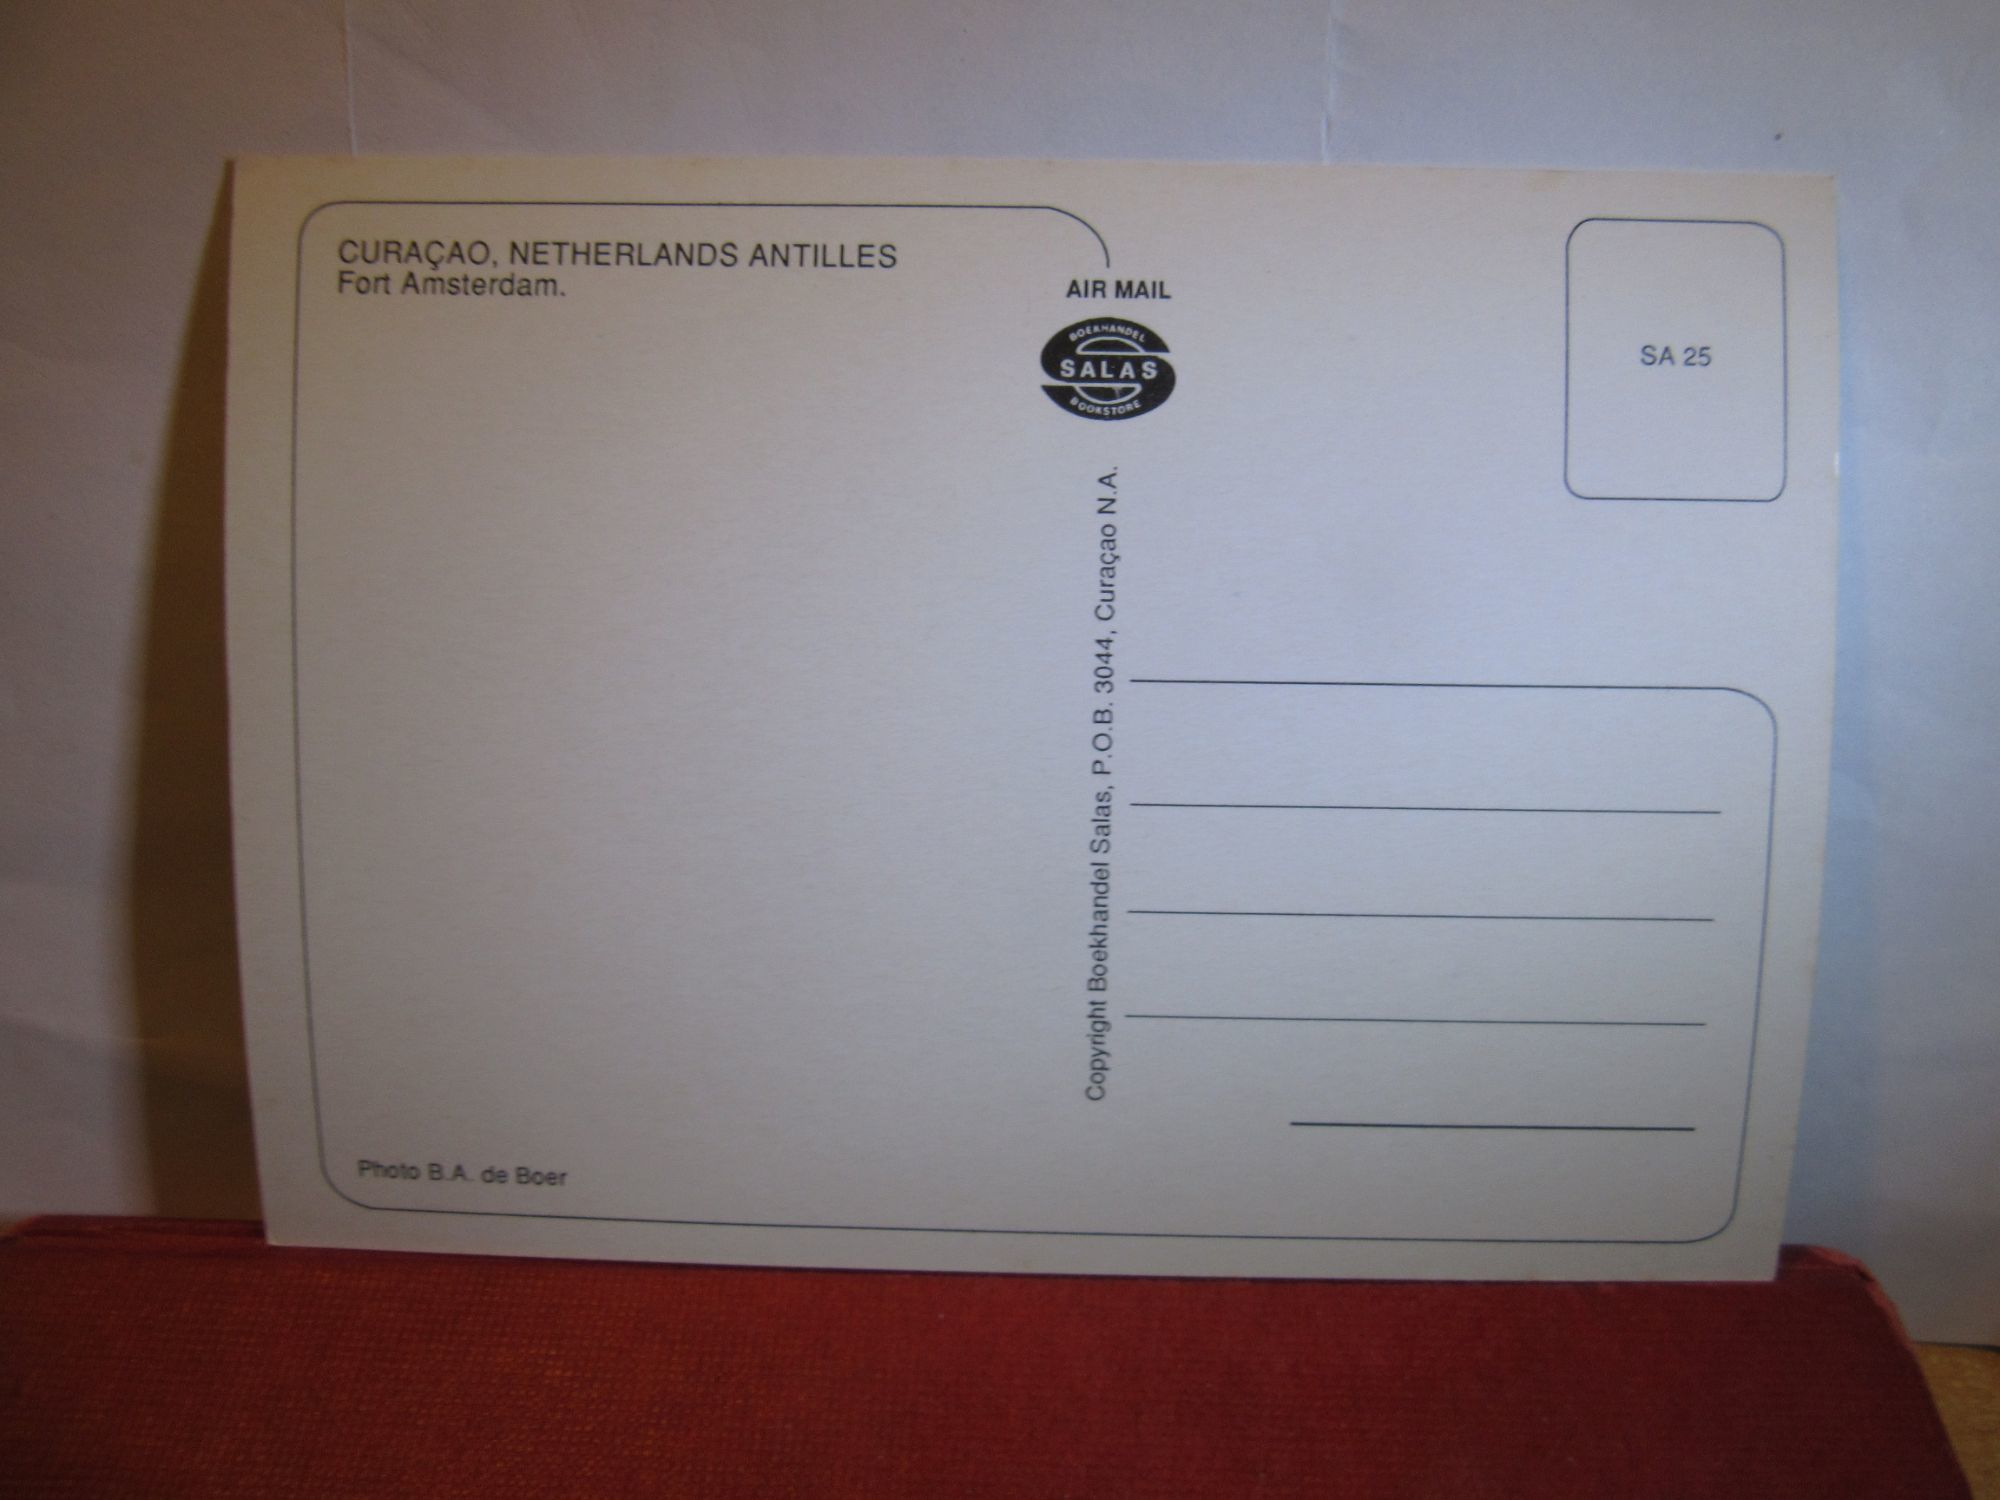 CURAÇAO, NETHERLANDS ANTILLES
Fort Amsterdam.
AIR MAIL
BOEKHANDEL
SALAS
BOOKSTORE
SA 25
Copyright Boekhandel Salas, P.O.B. 3044, Curaçao N.A.
Photo B.A. de Boer